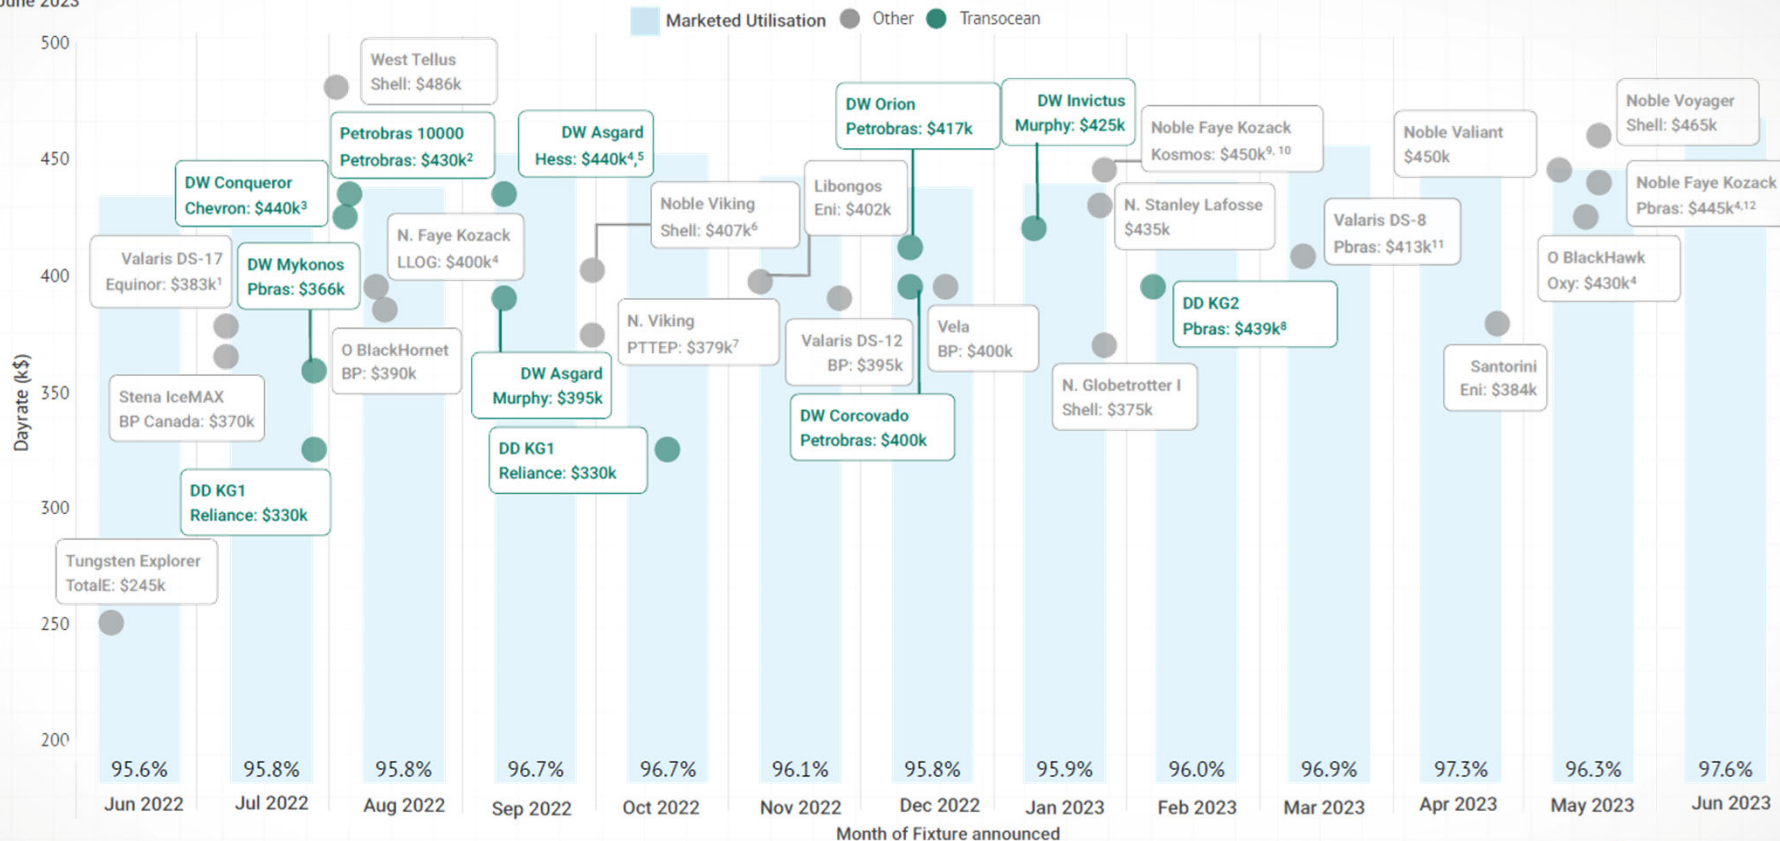 June 2023
Marketed Utilisation
Other
Transocean
Dayrate (k$)
500
450
400
350
300
250
200
West Tellus
Shell: $486k
Petrobras 10000
Petrobras: $430k²
DW Conqueror
Chevron: $440k³
Valaris DS-17
Equinor: $383k¹
DW Mykonos
Pbras: $366k
Stena IceMAX
BP Canada: $370k
DD KG1
Reliance: $330k
Tungsten Explorer
TotalE: $245k
N. Faye Kozack
LLOG: $400k⁴
O BlackHornet
BP: $390k
DW Asgard
Hess: $440k⁴,⁵
DW Asgard
Murphy: $395k
DD KG1
Reliance: $330k
Noble Viking
Shell: $407k⁶
N. Viking
PTTEP: $379k⁷
Libongos
Eni: $402k
Valaris DS-12
BP: $395k
DW Orion
Petrobras: $417k
Vela
BP: $400k
DW Corcovado
Petrobras: $400k
DW Invictus
Murphy: $425k
Noble Faye Kozack
Kosmos: $450k⁹, ¹⁰
N. Stanley Lafosse
$435k
N. Globetrotter I
Shell: $375k
DD KG2
Pbras: $439k⁸
Valaris DS-8
Pbras: $413k¹¹
Noble Valiant
$450k
Santorini
Eni: $384k
Noble Voyager
Shell: $465k
Noble Faye Kozack
Pbras: $445k⁴,¹²
O BlackHawk
Oxy: $430k⁴
95.6%
95.8%
95.8%
96.7%
96.7%
96.1%
95.8%
95.9%
96.0%
96.9%
97.3%
96.3%
97.6%
Jun 2022
Jul 2022
Aug 2022
Sep 2022
Oct 2022
Nov 2022
Dec 2022
Jan 2023
Feb 2023
Mar 2023
Apr 2023
May 2023
Jun 2023
Month of Fixture announced